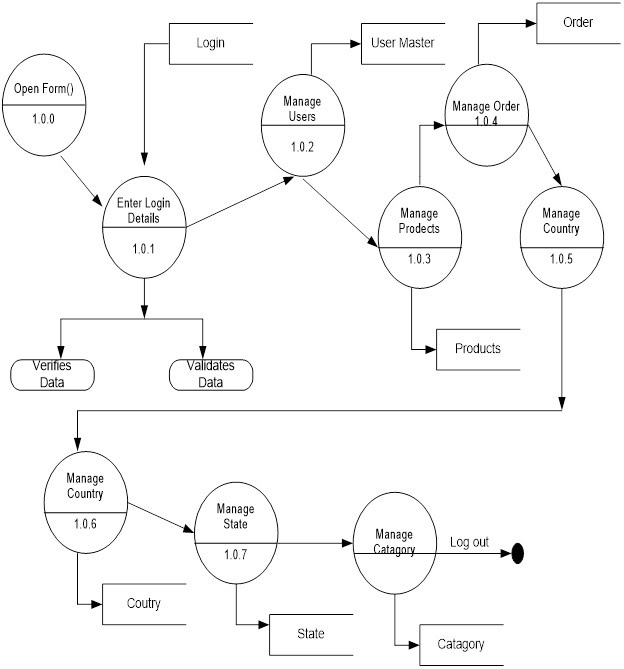 Order
Login
User Master
Open Form()
1.0.0
Manage
Users
1.0.2
Manage Order
1.0.4
Enter Login
Details
1.0.1
Manage
Prodects
1.0.3
Manage
Country
1.0.5
Products
Verifies
Data
Validates
Data
Manage
Country
1.0.6
Manage
State
1.0.7
Manage
Catagory
Log out
Coutry
State
Catagory